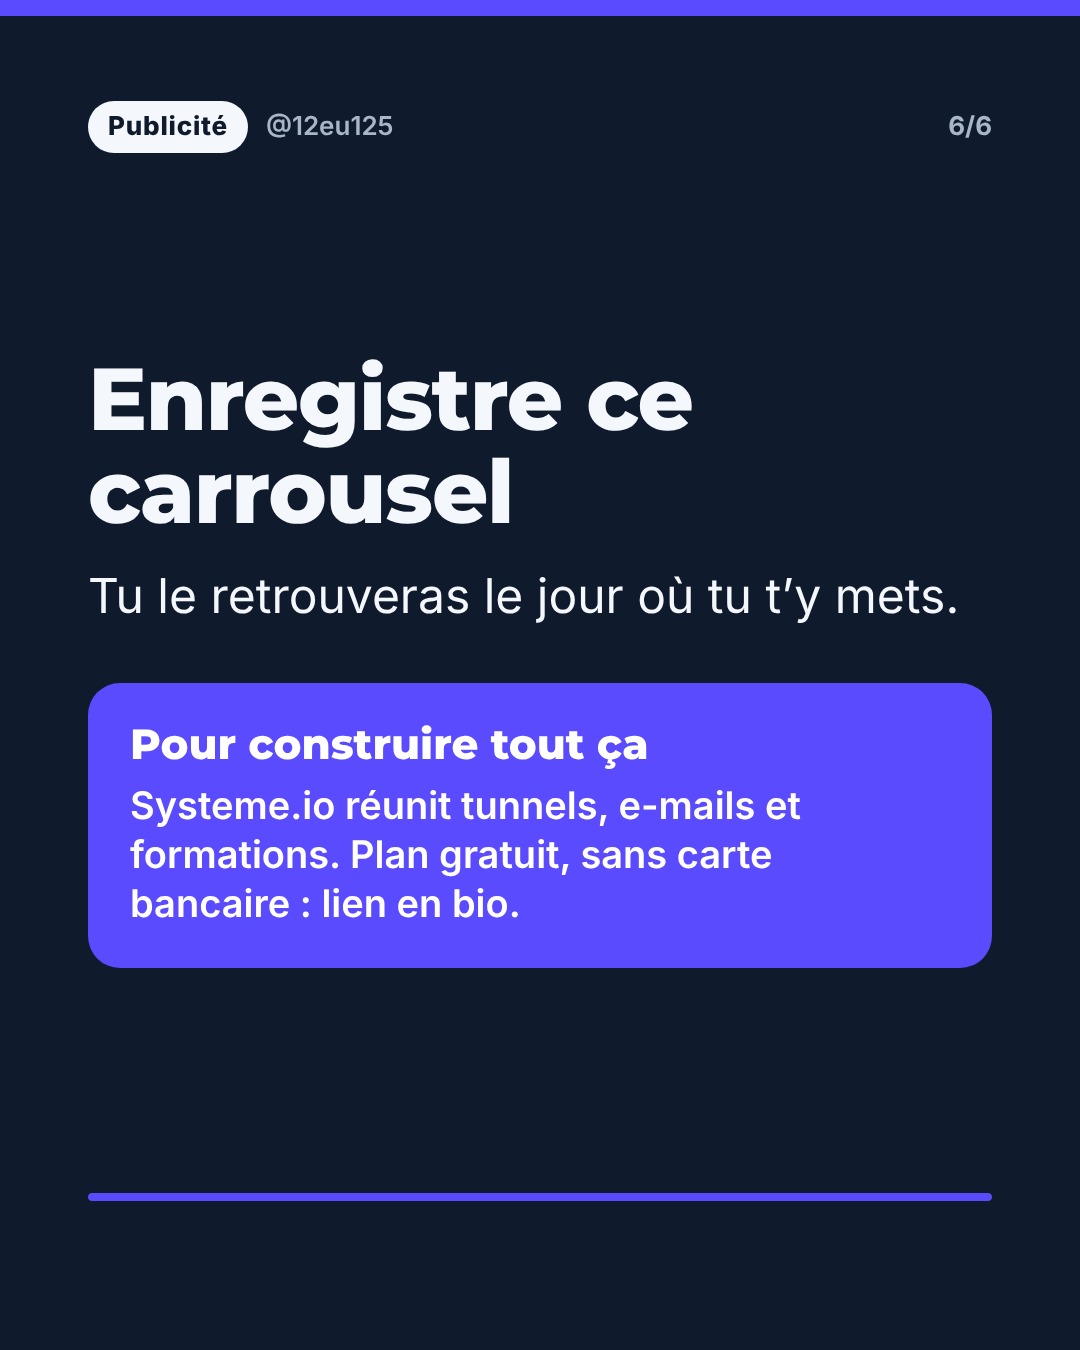 Publicité @12eu125 6/6
Enregistre ce
carrousel
Tu le retrouveras le jour où tu t’y mets.
Pour construire tout ça
Systeme.io réunit tunnels, e-mails et
formations. Plan gratuit, sans carte
bancaire : lien en bio.